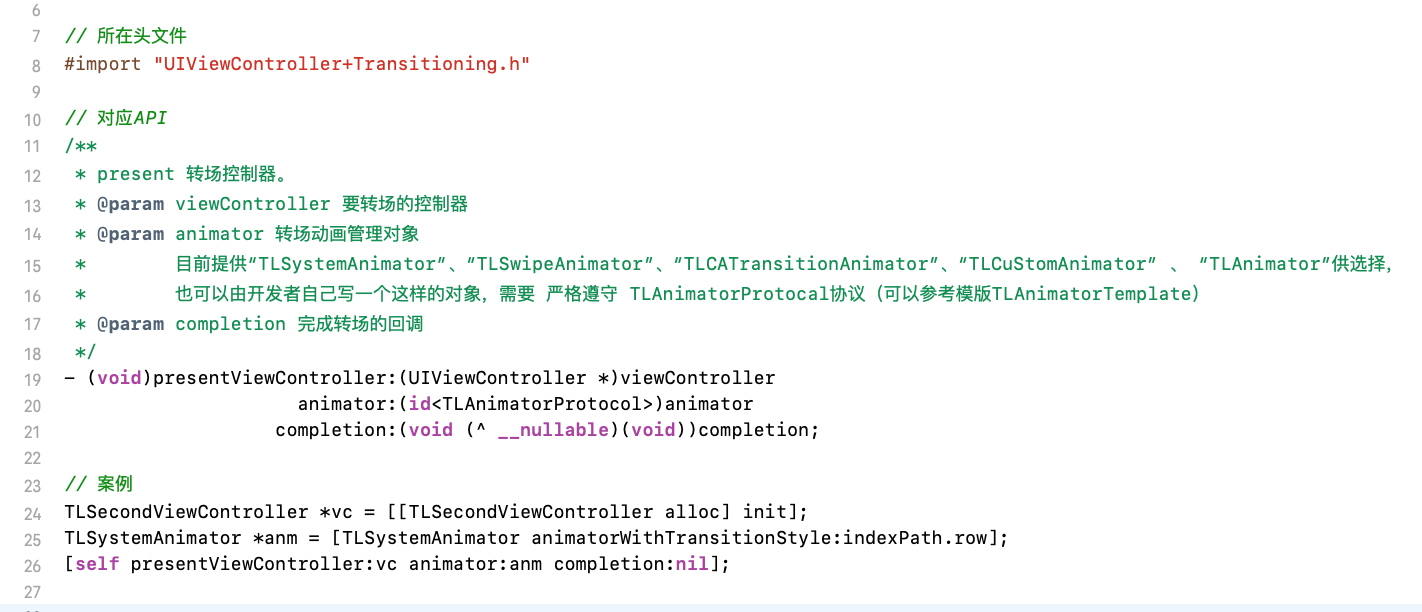 6
7 // 所在头文件
8 #import "UIViewController+Transitioning.h"
9
10 // 对应API
11 /**
12  * present 转场控制器。
13  * @param viewController 要转场的控制器
14  * @param animator 转场动画管理对象
15  *        目前提供“TLSystemAnimator”、“TLSwipeAnimator”、“TLCATransitionAnimator”、“TLCuStomAnimator” 、 “TLAnimator”供选择，
16  *        也可以由开发者自己写一个这样的对象，需要 严格遵守 TLAnimatorProtocal协议（可以参考模版TLAnimatorTemplate）
17  * @param completion 完成转场的回调
18  */
19 - (void)presentViewController:(UIViewController *)viewController
20                      animator:(id<TLAnimatorProtocol>)animator
21                    completion:(void (^ __nullable)(void))completion;
22
23 // 案例
24 TLSecondViewController *vc = [[TLSecondViewController alloc] init];
25 TLSystemAnimator *anm = [TLSystemAnimator animatorWithTransitionStyle:indexPath.row];
26 [self presentViewController:vc animator:anm completion:nil];
27